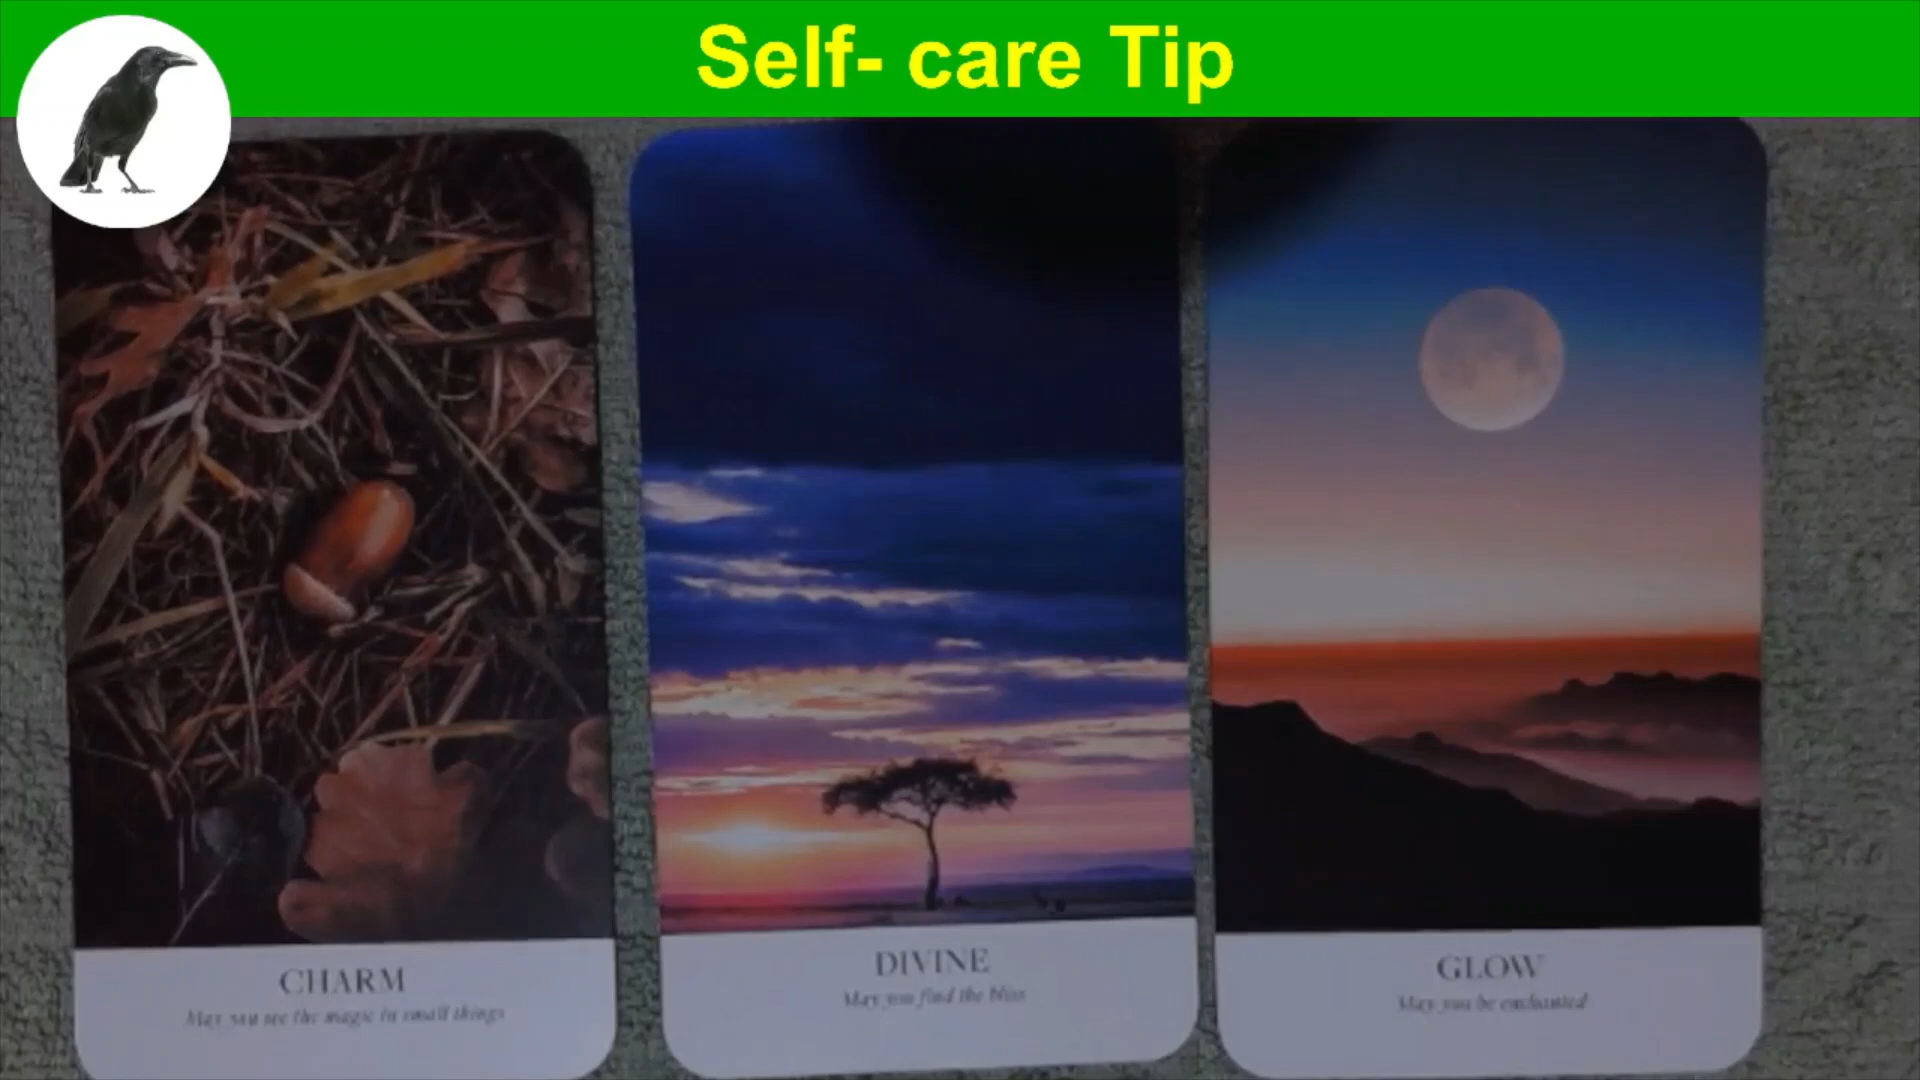 Self- care Tip
CHARM
May you see the magic in small things
DIVINE
May you find the bliss
GLOW
May you be enchanted